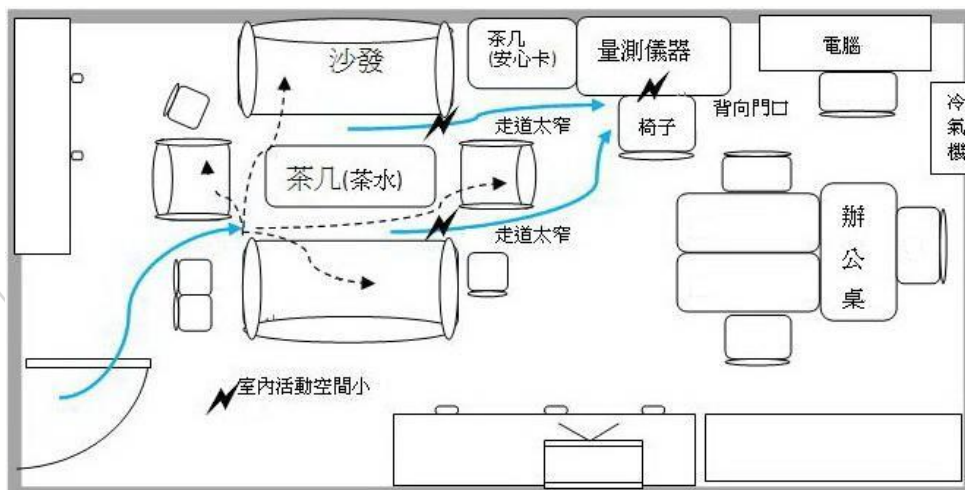 沙發
茶几
(安心卡)
量測儀器
電腦
椅子
背向門口
冷
氣
機
走道太窄
茶几(茶水)
走道太窄
辦
公
桌
室內活動空間小